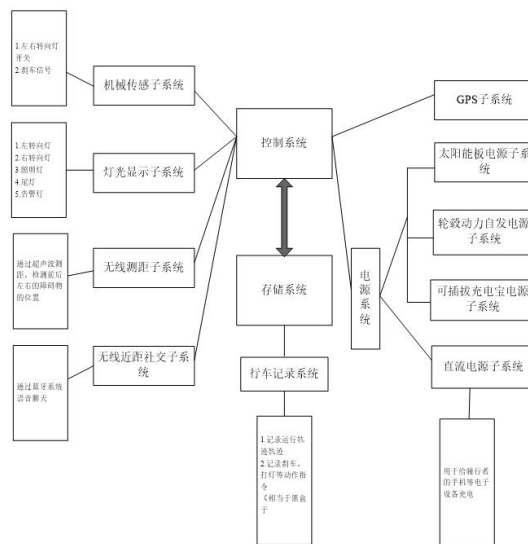 1.左右转向灯
开关
2.刹车信号
机械传感子系统
1.左转向灯
2.右转向灯
3.照明灯
4.尾灯
5.告警灯
灯光显示子系统
通过超声波测
距，检测前后
左右的障碍物
的位置
无线测距子系统
通过蓝牙系统
语音聊天
无线近距社交子系
统
控制系统
存储系统
行车记录系统
1.记录运行轨
迹轨迹
2.记录刹车、
打灯等动作指
令
（相当于黑盒
子
电
源
系
统
GPS子系统
太阳能板电源子系
统
轮毂动力自发电源
子系统
可插拔充电宝电源
子系统
直流电源子系统
用于给骑行者
的手机等电子
设备充电